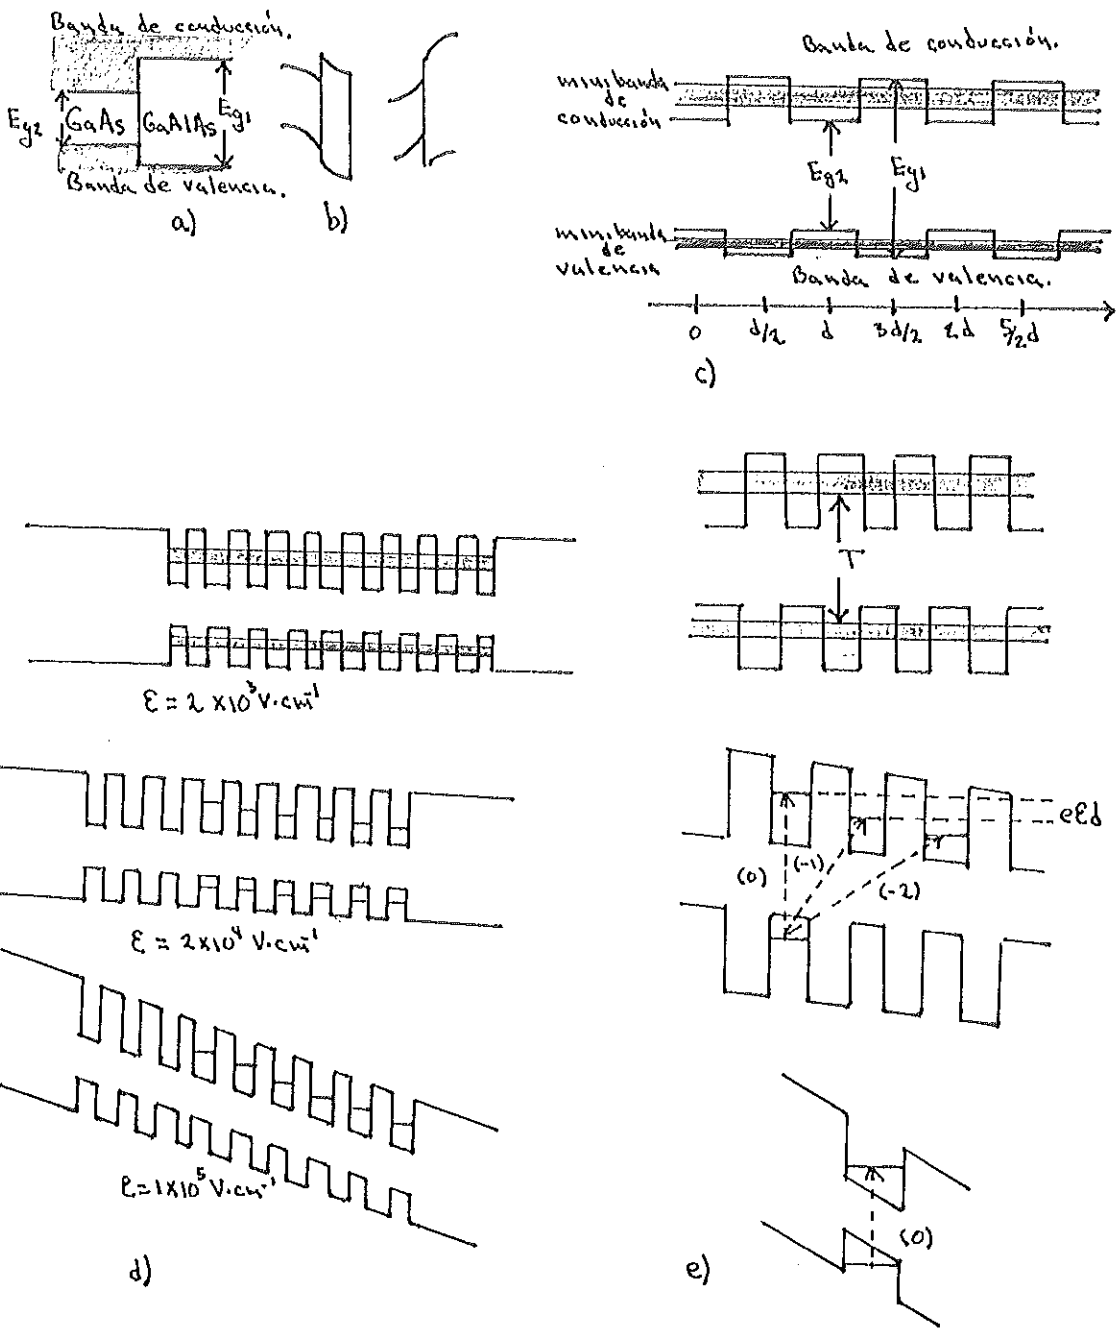 Banda de conducción.
Eg2
GaAs
GaAlAs
Eg1
Banda de valencia.
a)
b)
Banda de conducción.
minibanda
de
conducción
Eg2
Eg1
minibanda
de
valencia
Banda de valencia.
0 d/2 d 3d/2 2d 5/2d
c)
ε = 2 x10³ V.cm⁻¹
ε = 2x10⁴ V.cm⁻¹
ε = 1x10⁵ V.cm⁻¹
d)
T
eεd
(0)
(-1)
(-2)
(0)
e)